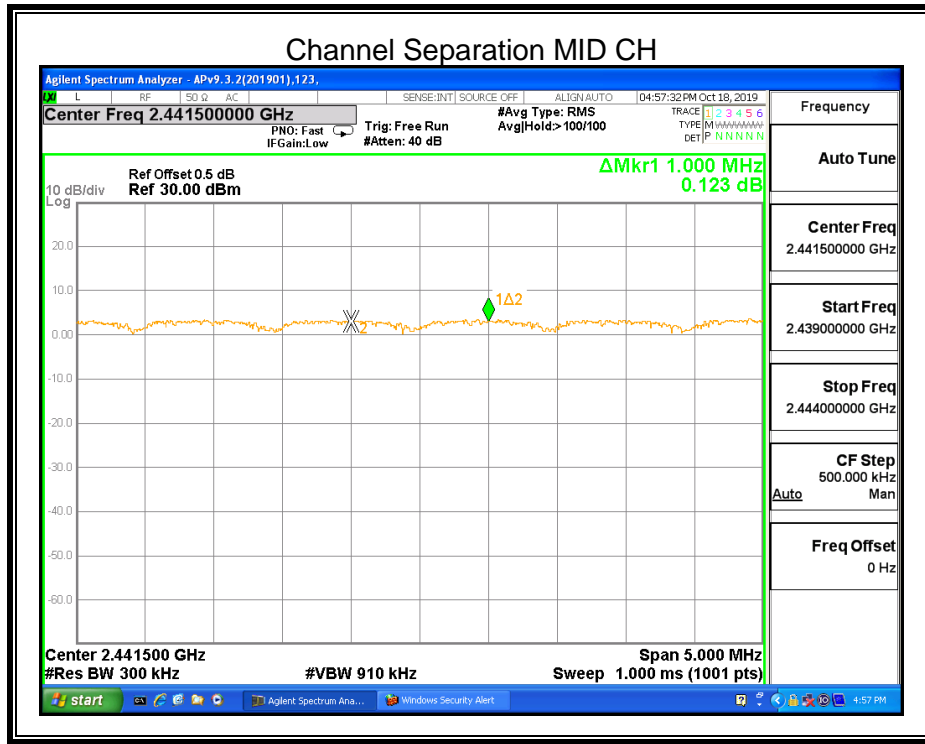 Channel Separation MID CH
Agilent Spectrum Analyzer - APv9.3.2(201901),123,
LXI L RF 50 Ω AC SENSE:INT SOURCE OFF ALIGN AUTO 04:57:32 PM Oct 18, 2019
Center Freq 2.441500000 GHz
PNO: Fast
IFGain:Low
Trig: Free Run
#Atten: 40 dB
#Avg Type: RMS
Avg|Hold:>100/100
TRACE 1 2 3 4 5 6
TYPE M WWWWW
DET P N N N N N
ΔMkr1 1.000 MHz
0.123 dB
Ref Offset 0.5 dB
10 dB/div Ref 30.00 dBm
Log
20.0
10.0
0.00
-10.0
-20.0
-30.0
-40.0
-50.0
-60.0
1Δ2
2
Center 2.441500 GHz Span 5.000 MHz
#Res BW 300 kHz #VBW 910 kHz Sweep 1.000 ms (1001 pts)
Frequency
Auto Tune
Center Freq
2.441500000 GHz
Start Freq
2.439000000 GHz
Stop Freq
2.444000000 GHz
CF Step
500.000 kHz
Auto Man
Freq Offset
0 Hz
start Agilent Spectrum Ana... Windows Security Alert 4:57 PM